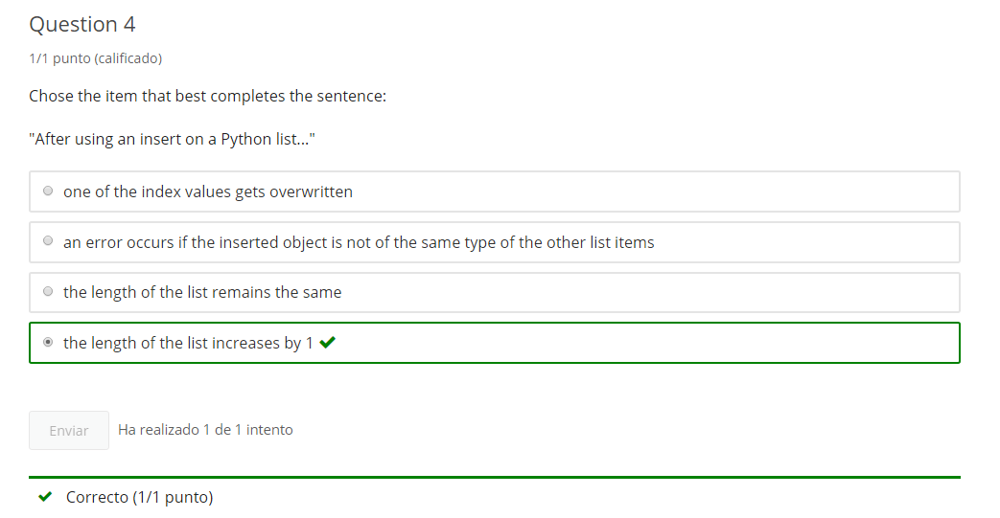 Question 4
1/1 punto (calificado)
Chose the item that best completes the sentence:
"After using an insert on a Python list..."
one of the index values gets overwritten
an error occurs if the inserted object is not of the same type of the other list items
the length of the list remains the same
the length of the list increases by 1
Enviar Ha realizado 1 de 1 intento
Correcto (1/1 punto)